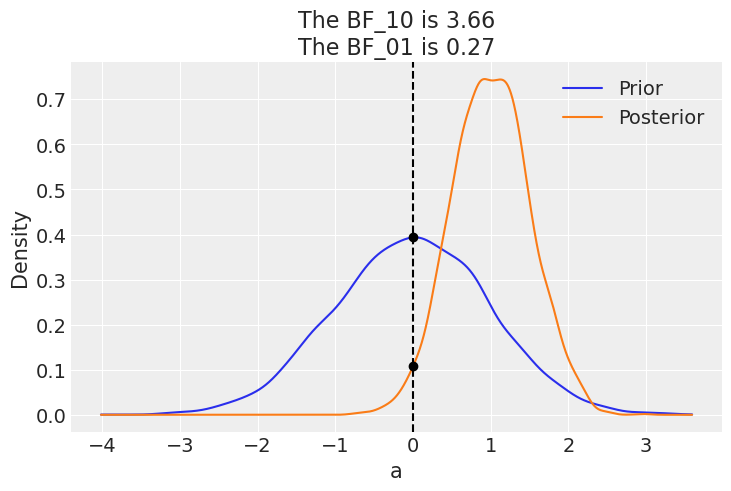 The BF_10 is 3.66
The BF_01 is 0.27
Prior
Posterior
Density
0.7
0.6
0.5
0.4
0.3
0.2
0.1
0.0
−4 −3 −2 −1 0 1 2 3
a